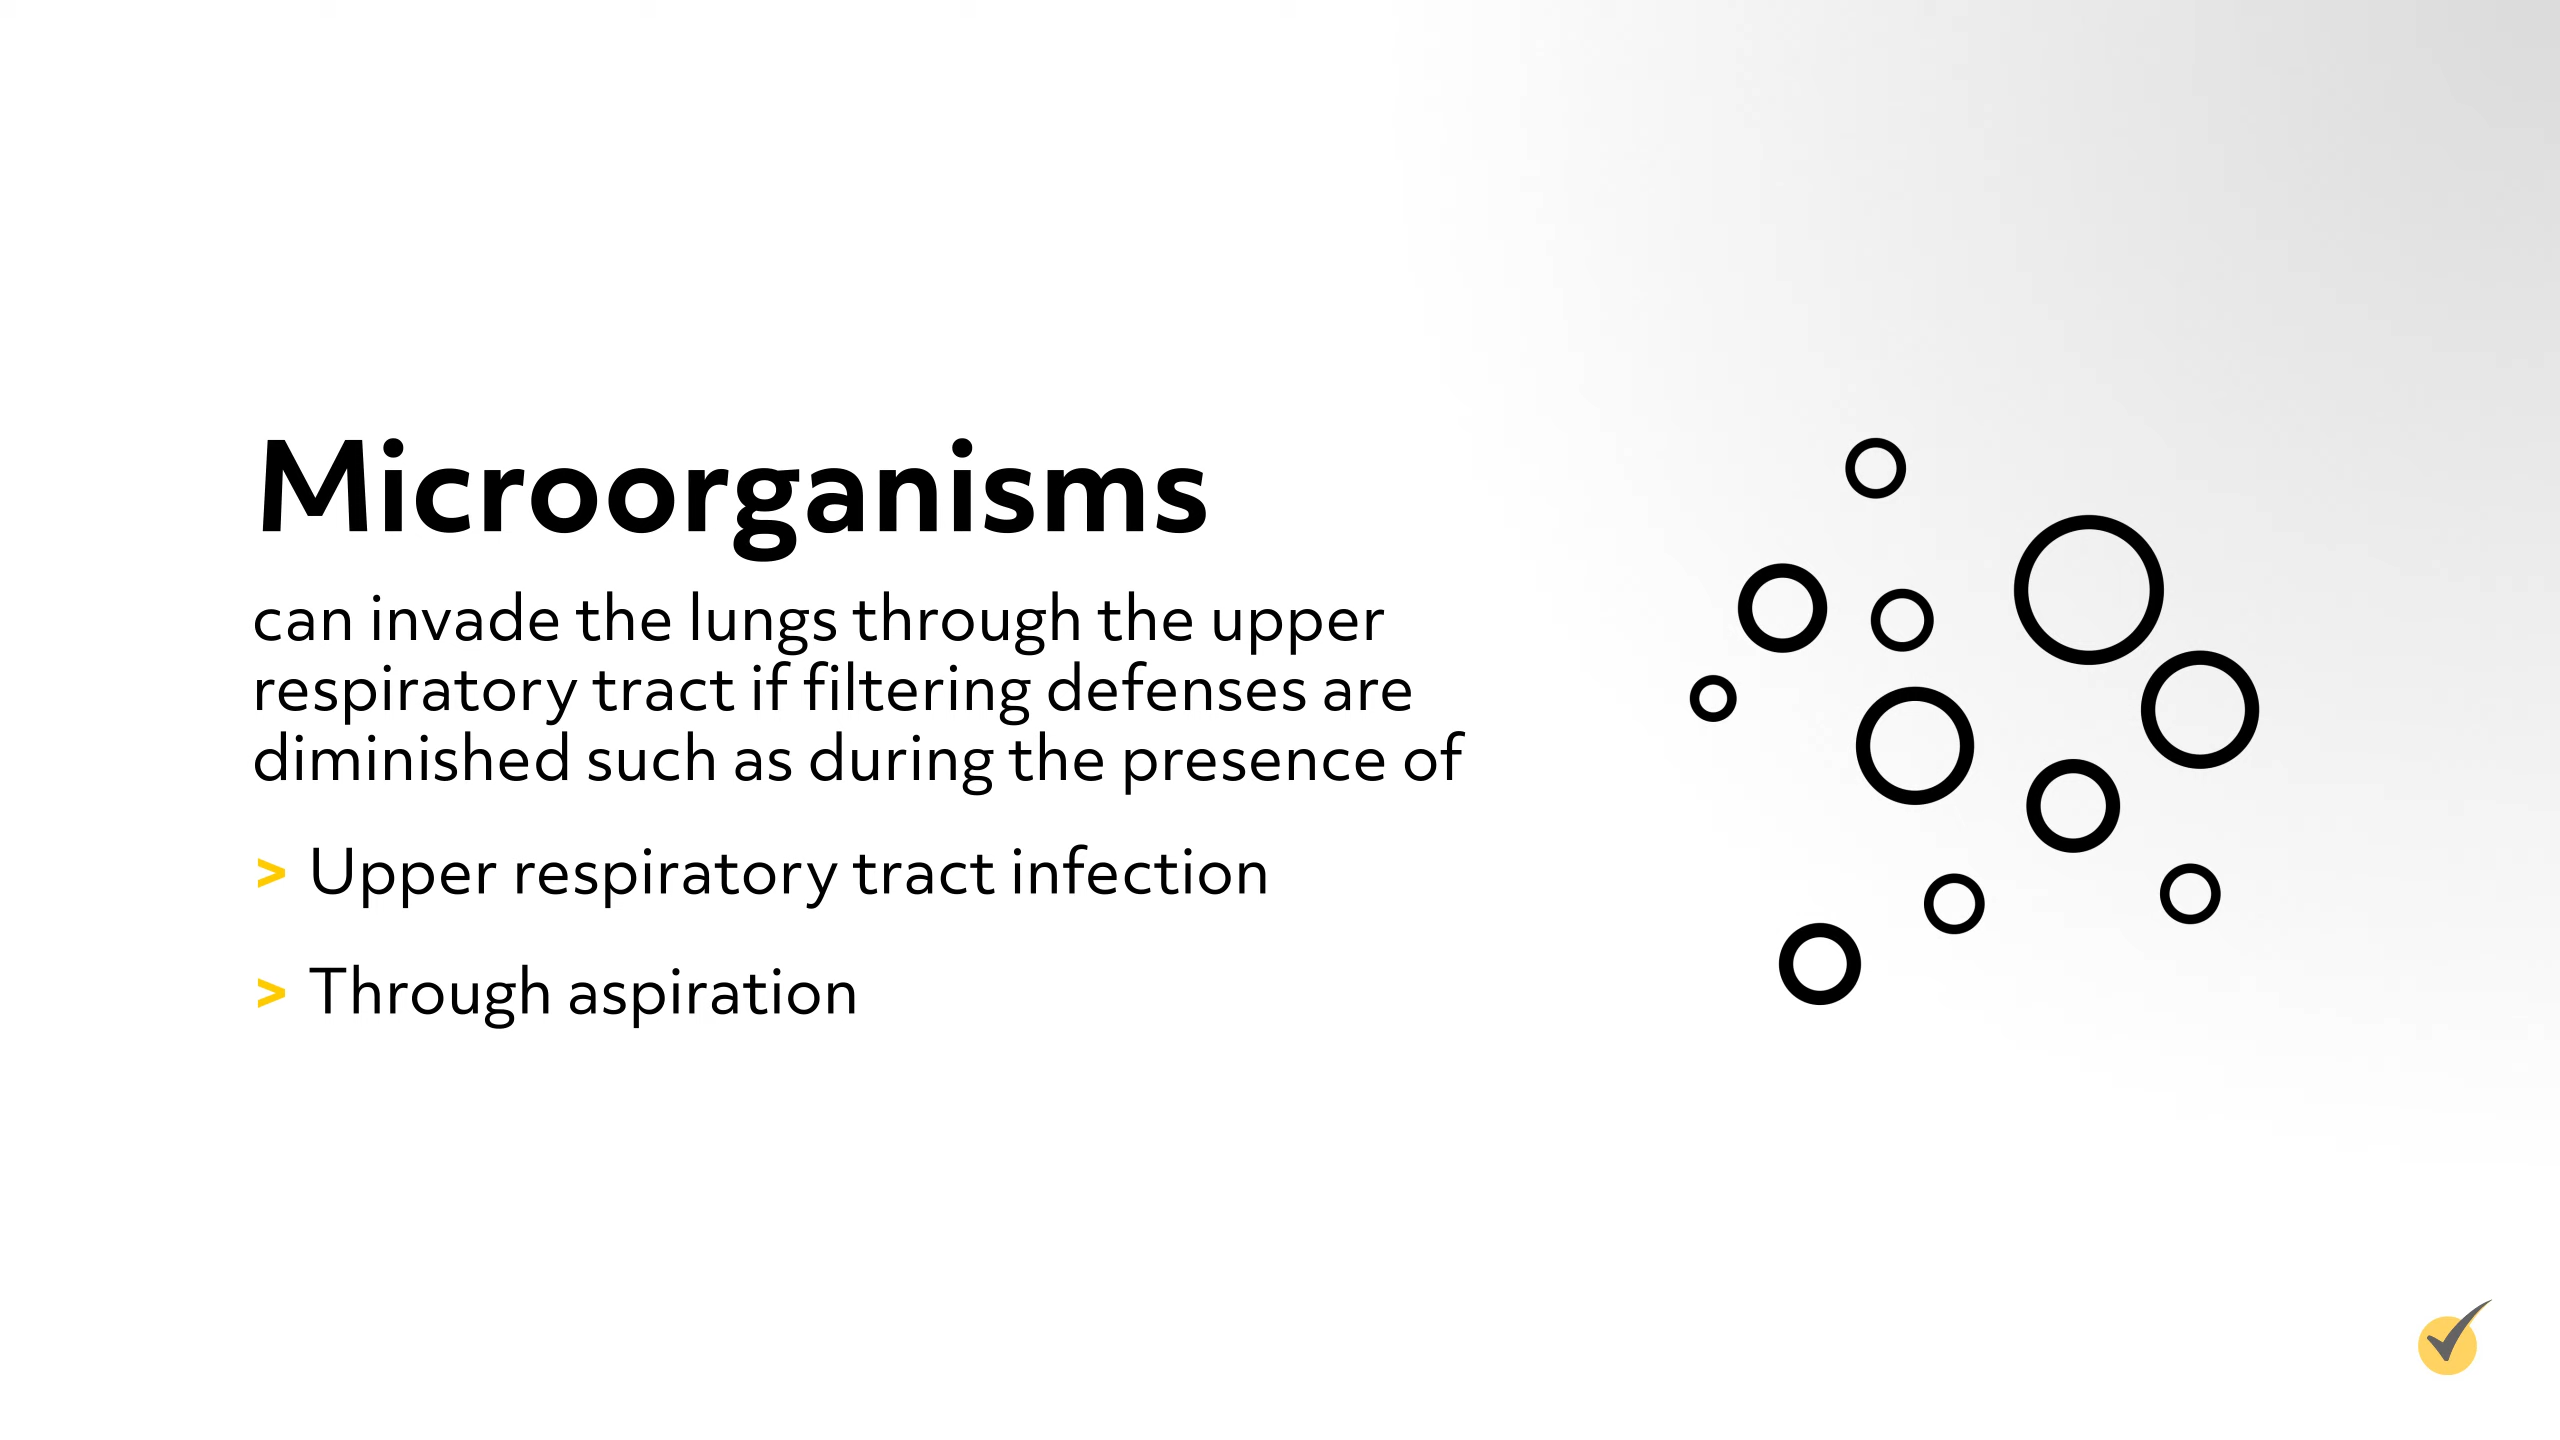 Microorganisms
can invade the lungs through the upper
respiratory tract if filtering defenses are
diminished such as during the presence of
> Upper respiratory tract infection
> Through aspiration